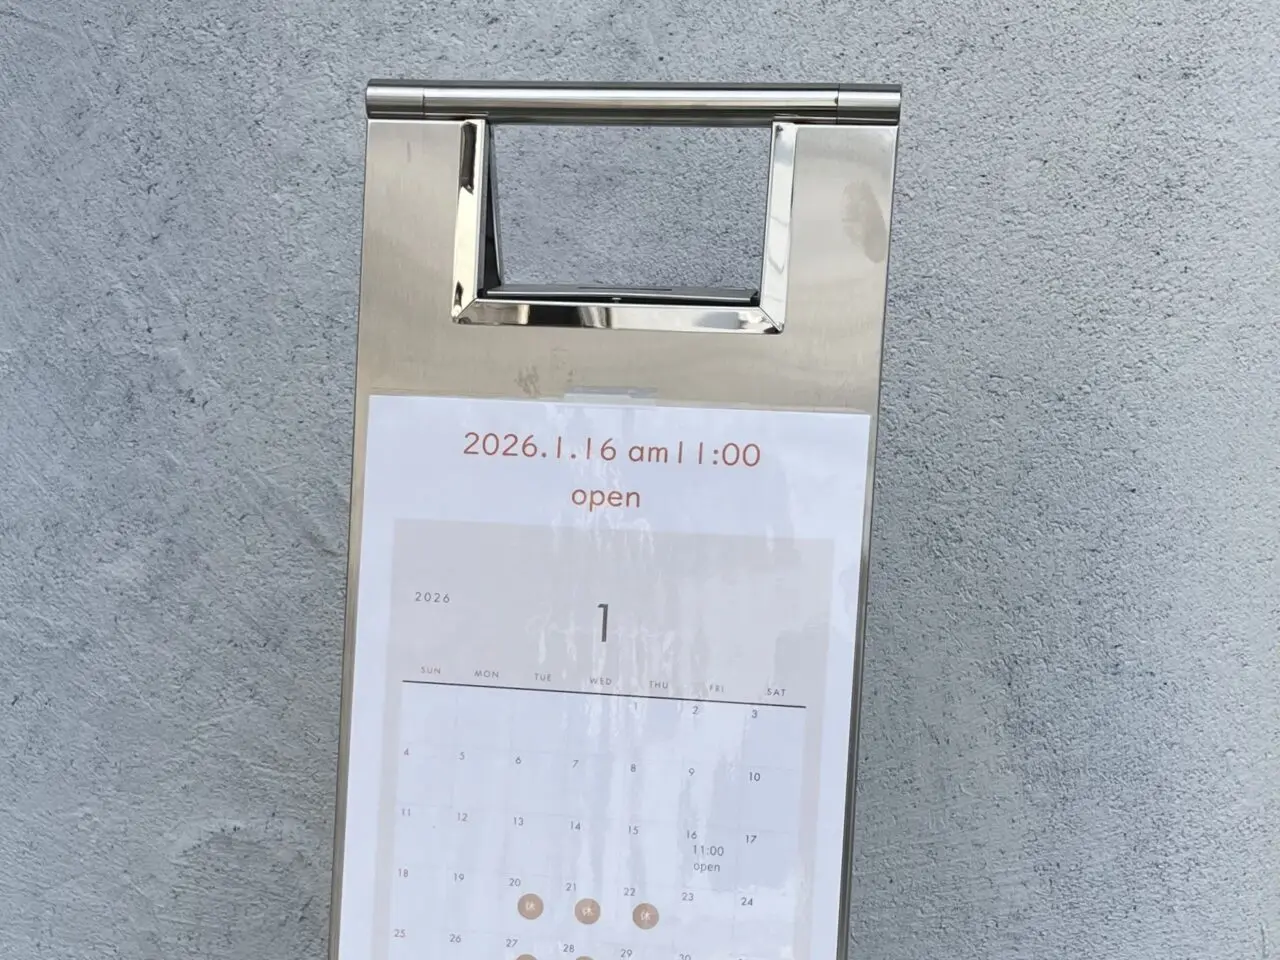 2026.1.16 am11:00
open
2026
1
SUN MON TUE WED THU FRI SAT
1 2 3
4 5 6 7 8 9 10
11 12 13 14 15 16 17
11:00
open
18 19 20 21 22 23 24
休 休 休
25 26 27 28 29 30